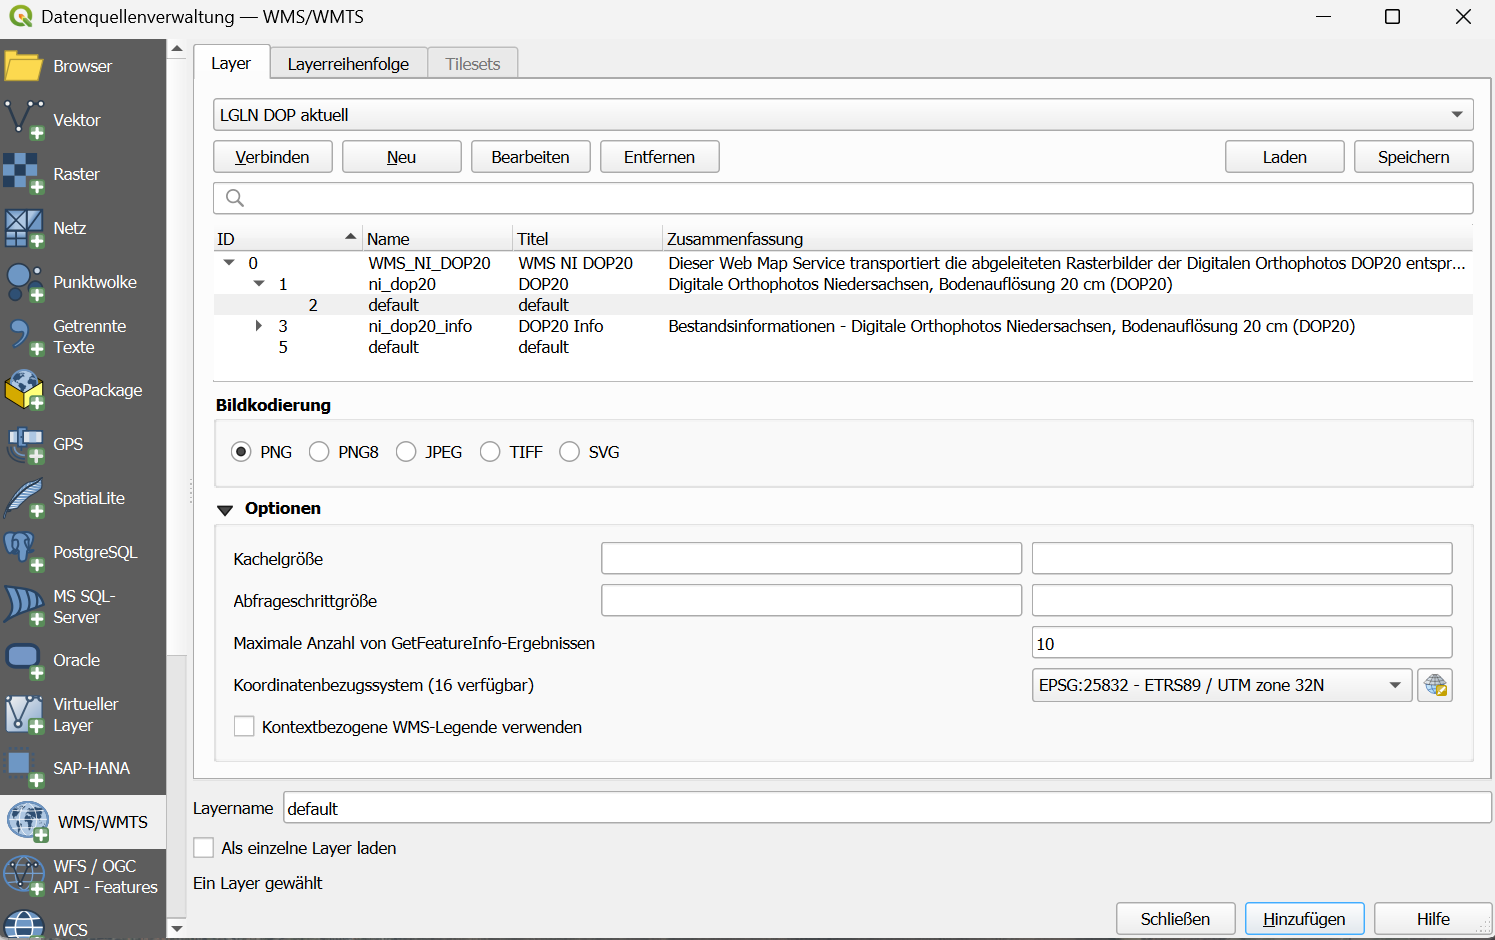 Datenquellenverwaltung — WMS/WMTS
Browser
Vektor
Raster
Netz
Punktwolke
Getrennte
Texte
GeoPackage
GPS
SpatiaLite
PostgreSQL
MS SQL-
Server
Oracle
Virtueller
Layer
SAP-HANA
WMS/WMTS
WFS / OGC
API - Features
WCS
Layer Layerreihenfolge Tilesets
LGLN DOP aktuell
Verbinden Neu Bearbeiten Entfernen Laden Speichern
ID Name Titel Zusammenfassung
0 WMS_NI_DOP20 WMS NI DOP20 Dieser Web Map Service transportiert die abgeleiteten Rasterbilder der Digitalen Orthophotos DOP20 entspr...
1 ni_dop20 DOP20 Digitale Orthophotos Niedersachsen, Bodenauflösung 20 cm (DOP20)
2 default default
3 ni_dop20_info DOP20 Info Bestandsinformationen - Digitale Orthophotos Niedersachsen, Bodenauflösung 20 cm (DOP20)
5 default default
Bildkodierung
PNG PNG8 JPEG TIFF SVG
Optionen
Kachelgröße
Abfrageschrittgröße
Maximale Anzahl von GetFeatureInfo-Ergebnissen 10
Koordinatenbezugssystem (16 verfügbar) EPSG:25832 - ETRS89 / UTM zone 32N
Kontextbezogene WMS-Legende verwenden
Layername default
Als einzelne Layer laden
Ein Layer gewählt
Schließen Hinzufügen Hilfe